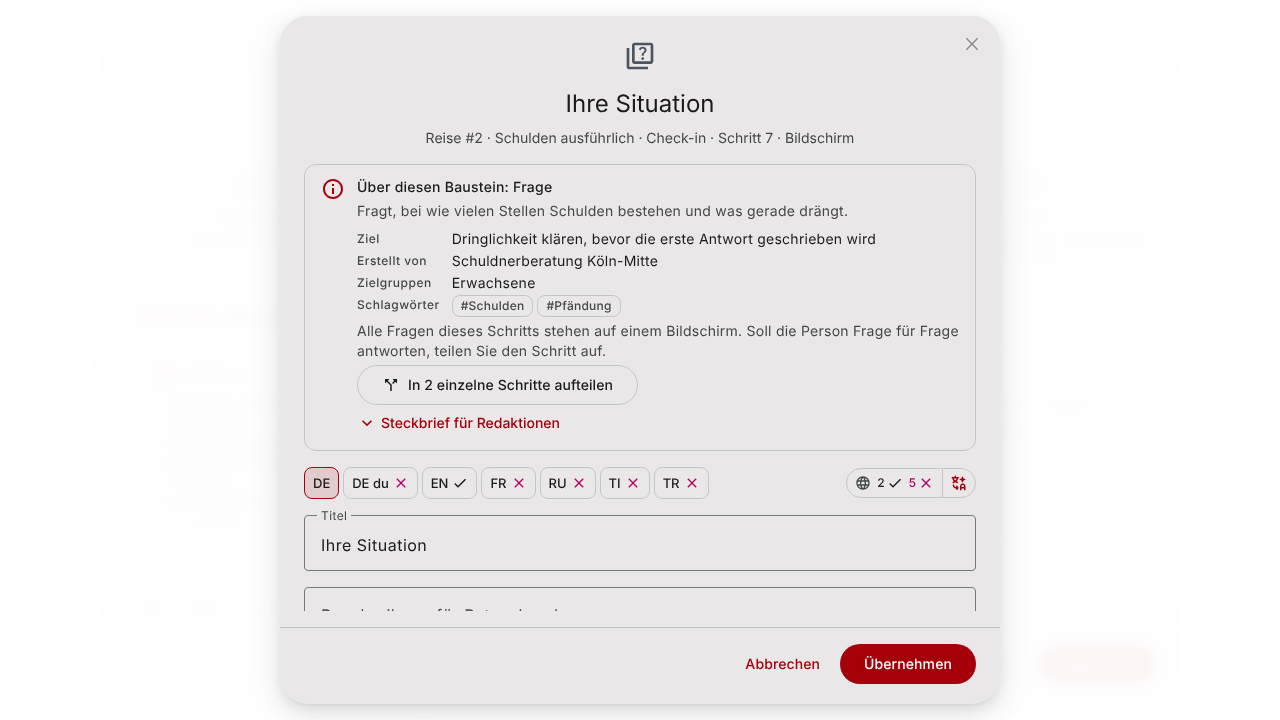 Ihre Situation
Reise #2 · Schulden ausführlich · Check-in · Schritt 7 · Bildschirm
Über diesen Baustein: Frage
Fragt, bei wie vielen Stellen Schulden bestehen und was gerade drängt.
Ziel Dringlichkeit klären, bevor die erste Antwort geschrieben wird
Erstellt von Schuldnerberatung Köln-Mitte
Zielgruppen Erwachsene
Schlagwörter #Schulden #Pfändung
Alle Fragen dieses Schritts stehen auf einem Bildschirm. Soll die Person Frage für Frage
antworten, teilen Sie den Schritt auf.
In 2 einzelne Schritte aufteilen
Steckbrief für Redaktionen
DE DE du EN FR RU TI TR 2 5
Titel
Ihre Situation
Abbrechen Übernehmen